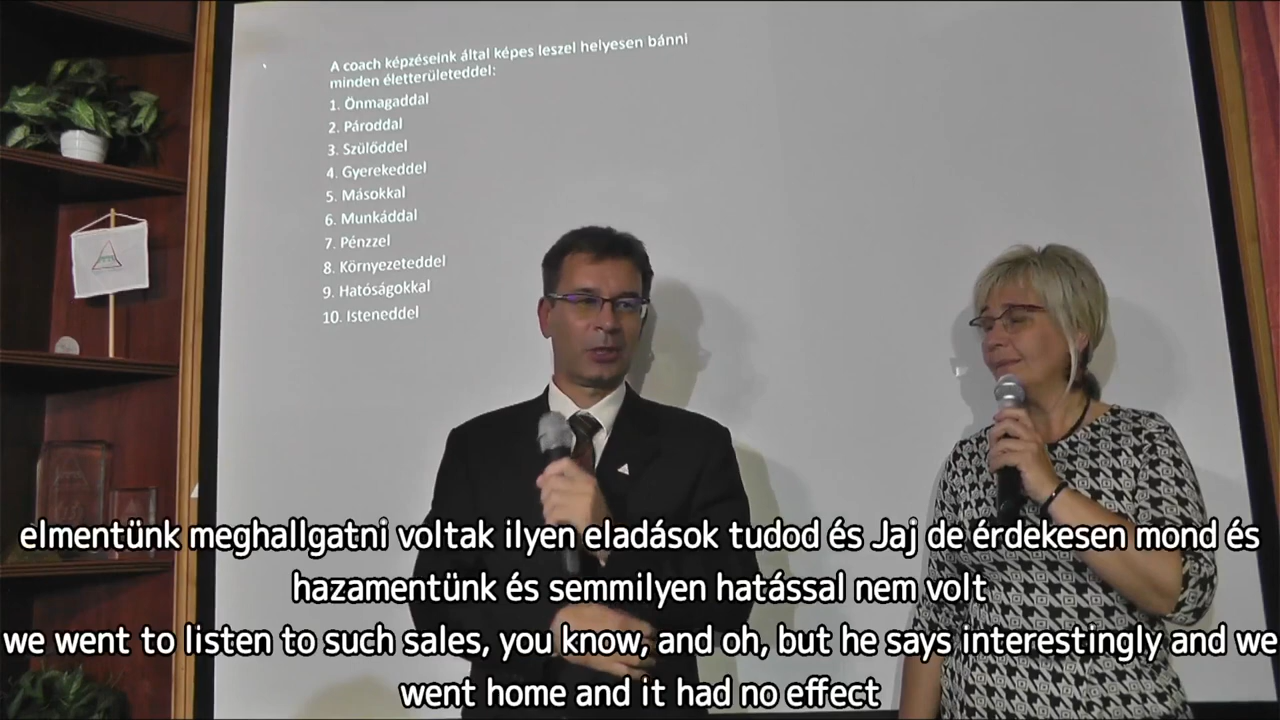 A coach képzéseink által képes leszel helyesen bánni
minden életterületeddel:
1. Önmagaddal
2. Pároddal
3. Szülőddel
4. Gyerekeddel
5. Másokkal
6. Munkáddal
7. Pénzzel
8. Környezeteddel
9. Hatóságokkal
10. Isteneddel
elmentünk meghallgatni voltak ilyen eladások tudod és Jaj de érdekesen mond és
hazamentünk és semmilyen hatással nem volt
we went to listen to such sales, you know, and oh, but he says interestingly and we
went home and it had no effect